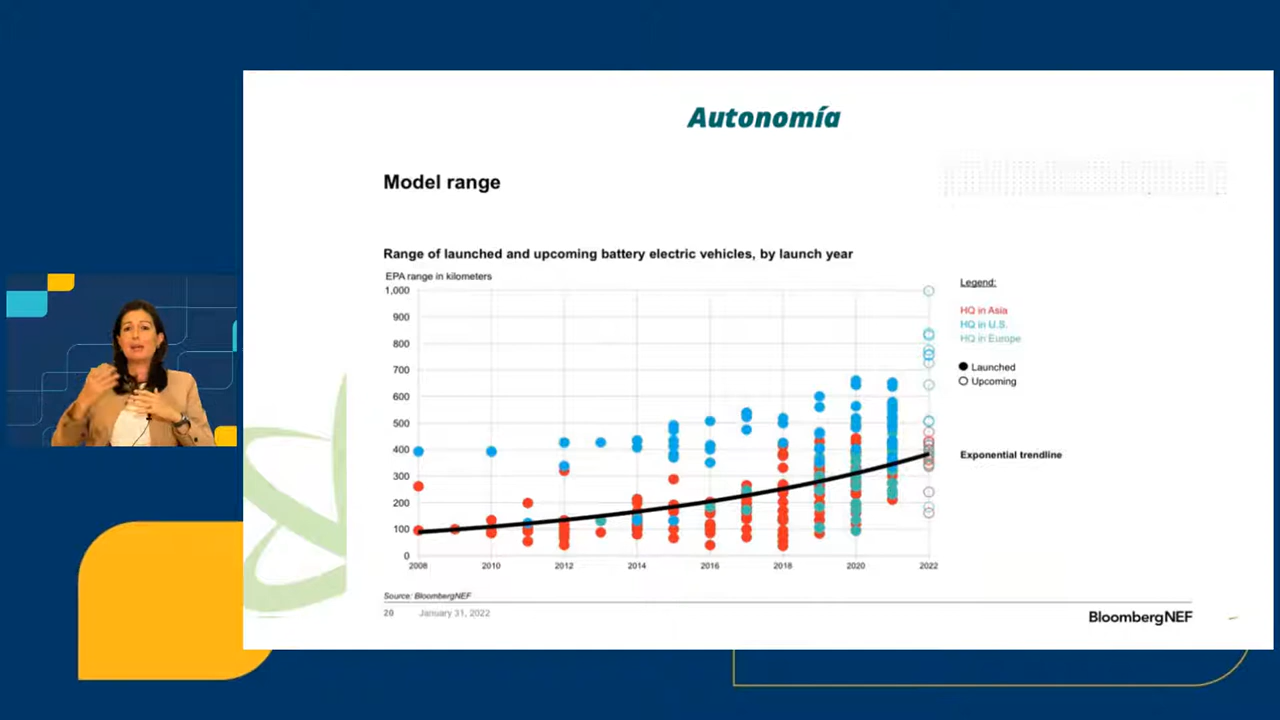 Autonomía
Model range
Range of launched and upcoming battery electric vehicles, by launch year
EPA range in kilometers
1,000
900
800
700
600
500
400
300
200
100
0
2008
2010
2012
2014
2016
2018
2020
2022
Legend:
HQ in Asia
HQ in U.S.
HQ in Europe
Launched
Upcoming
Exponential trendline
Source: BloombergNEF
20 January 31, 2022
BloombergNEF